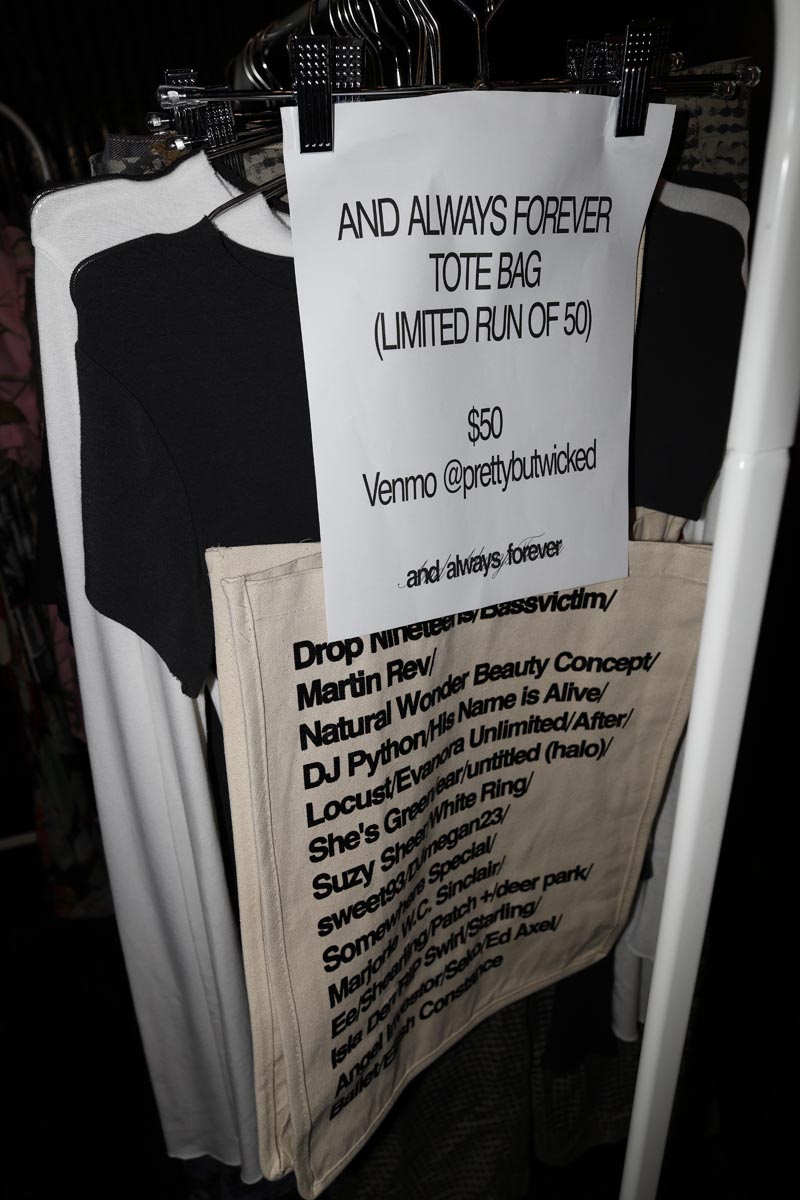 AND ALWAYS FOREVER
TOTE BAG
(LIMITED RUN OF 50)
$50
Venmo @prettybutwicked
and always forever
Drop Nineteens/Bassvictim/
Martin Rev/
Natural Wonder Beauty Concept/
DJ Python/His Name is Alive/
Locust/Evanora Unlimited/After/
She's Green/ear/untitled (halo)/
Suzy Sheer/White Ring/
sweet93/DJmegan23/
Somewhere Special/
Marjorie W.C. Sinclair/
Ee/Shearling/Patch +/deer park/
Isla Den/RIP Swirl/Starling/
Angel Investor/Seko/Ed Axel/
Ballet/ Constance